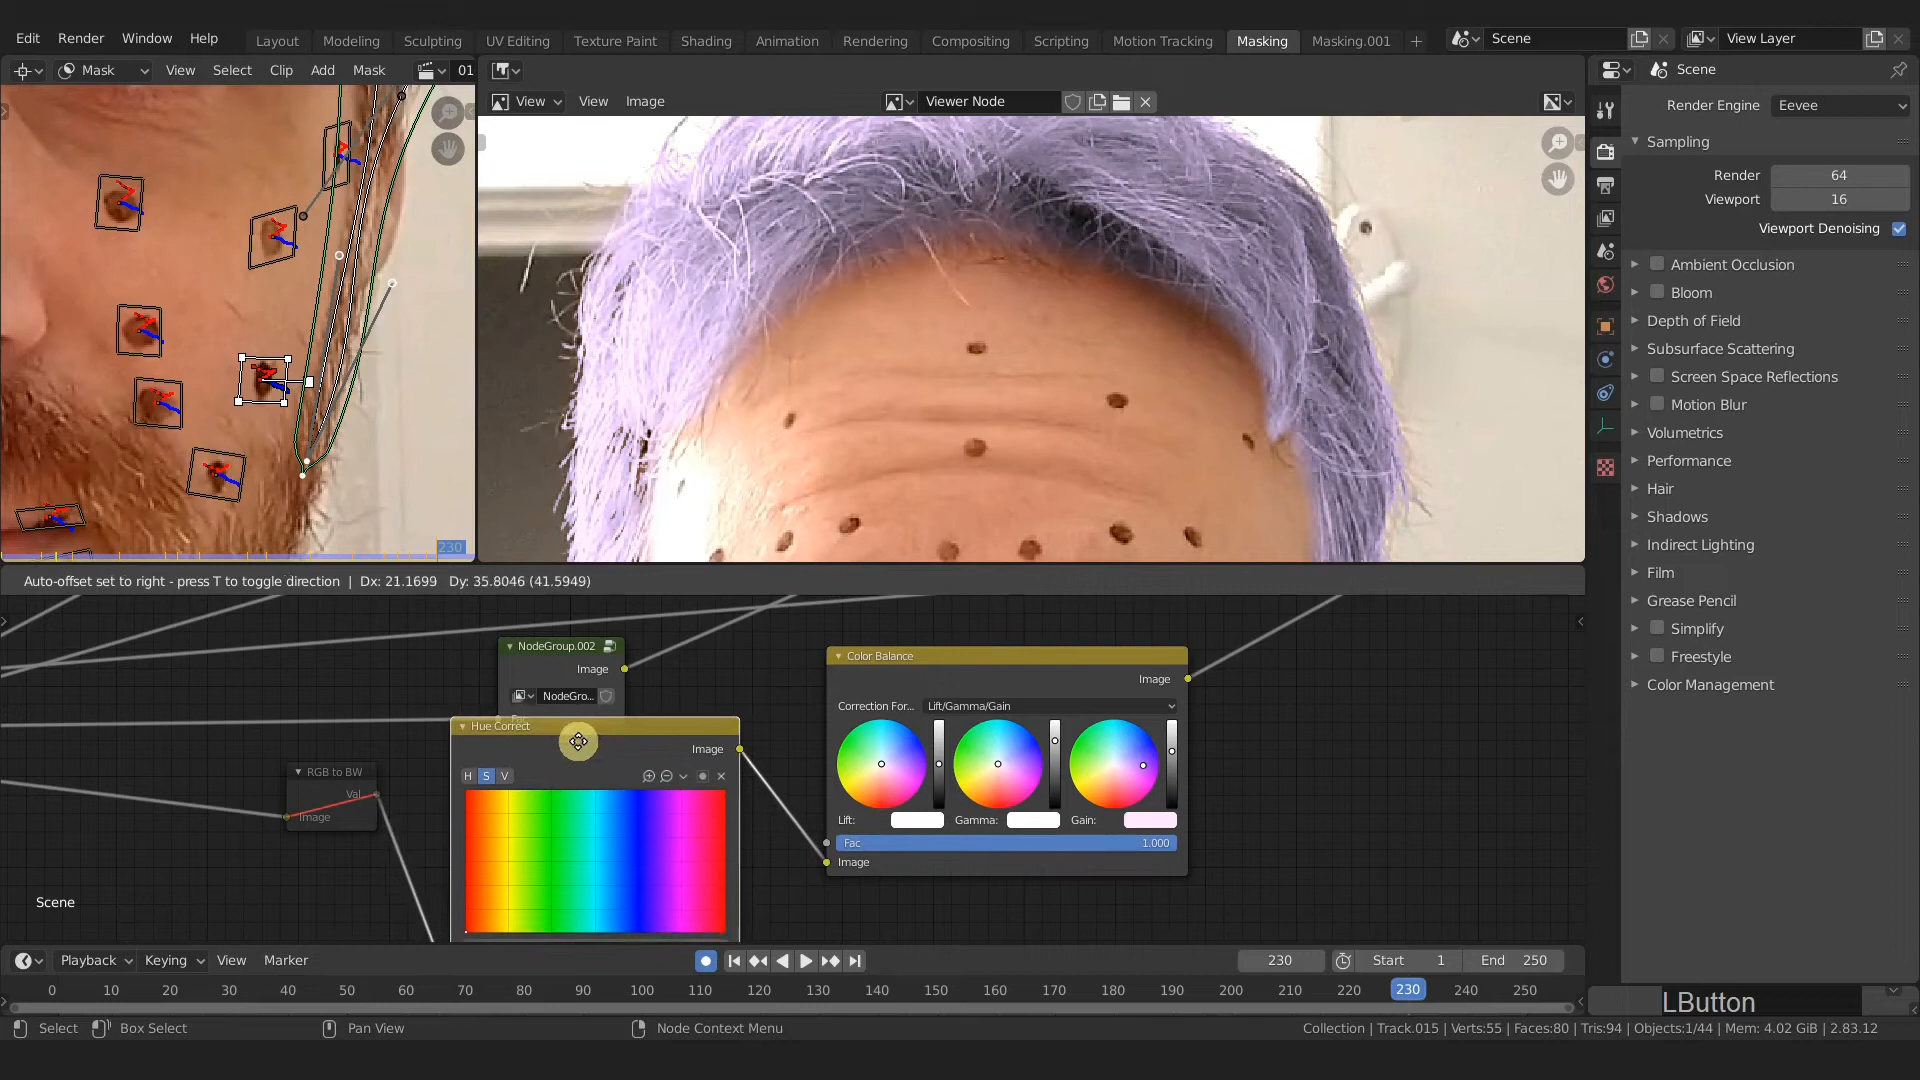 Edit Render Window Help Layout Modeling Sculpting UV Editing Texture Paint Shading Animation Rendering Compositing Scripting Motion Tracking Masking Masking.001 + Scene View Layer
Mask View Select Clip Add Mask 01
Scene
View View Image Viewer Node
Render Engine Eevee
Sampling
Render 64
Viewport 16
Viewport Denoising
Ambient Occlusion
Bloom
Depth of Field
Subsurface Scattering
Screen Space Reflections
Motion Blur
Volumetrics
Performance
Hair
Shadows
Indirect Lighting
Film
Grease Pencil
Simplify
Freestyle
Color Management
230
Auto-offset set to right - press T to toggle direction | Dx: 21.1699 Dy: 35.8046 (41.5949)
NodeGroup.002
Image
NodeGro...
Fac
Hue Correct
Image
H S V
RGB to BW
Val
Image
Color Balance
Image
Correction For... Lift/Gamma/Gain
Lift: Gamma: Gain:
Fac 1.000
Image
Scene
Playback Keying View Marker 230 Start 1 End 250
0 10 20 30 40 50 60 70 80 90 100 110 120 130 140 150 160 170 180 190 200 210 220 230 240 250
LButton
Select Box Select Pan View Node Context Menu Collection | Track.015 | Verts:55 | Faces:80 | Tris:94 | Objects:1/44 | Mem: 4.02 GiB | 2.83.12